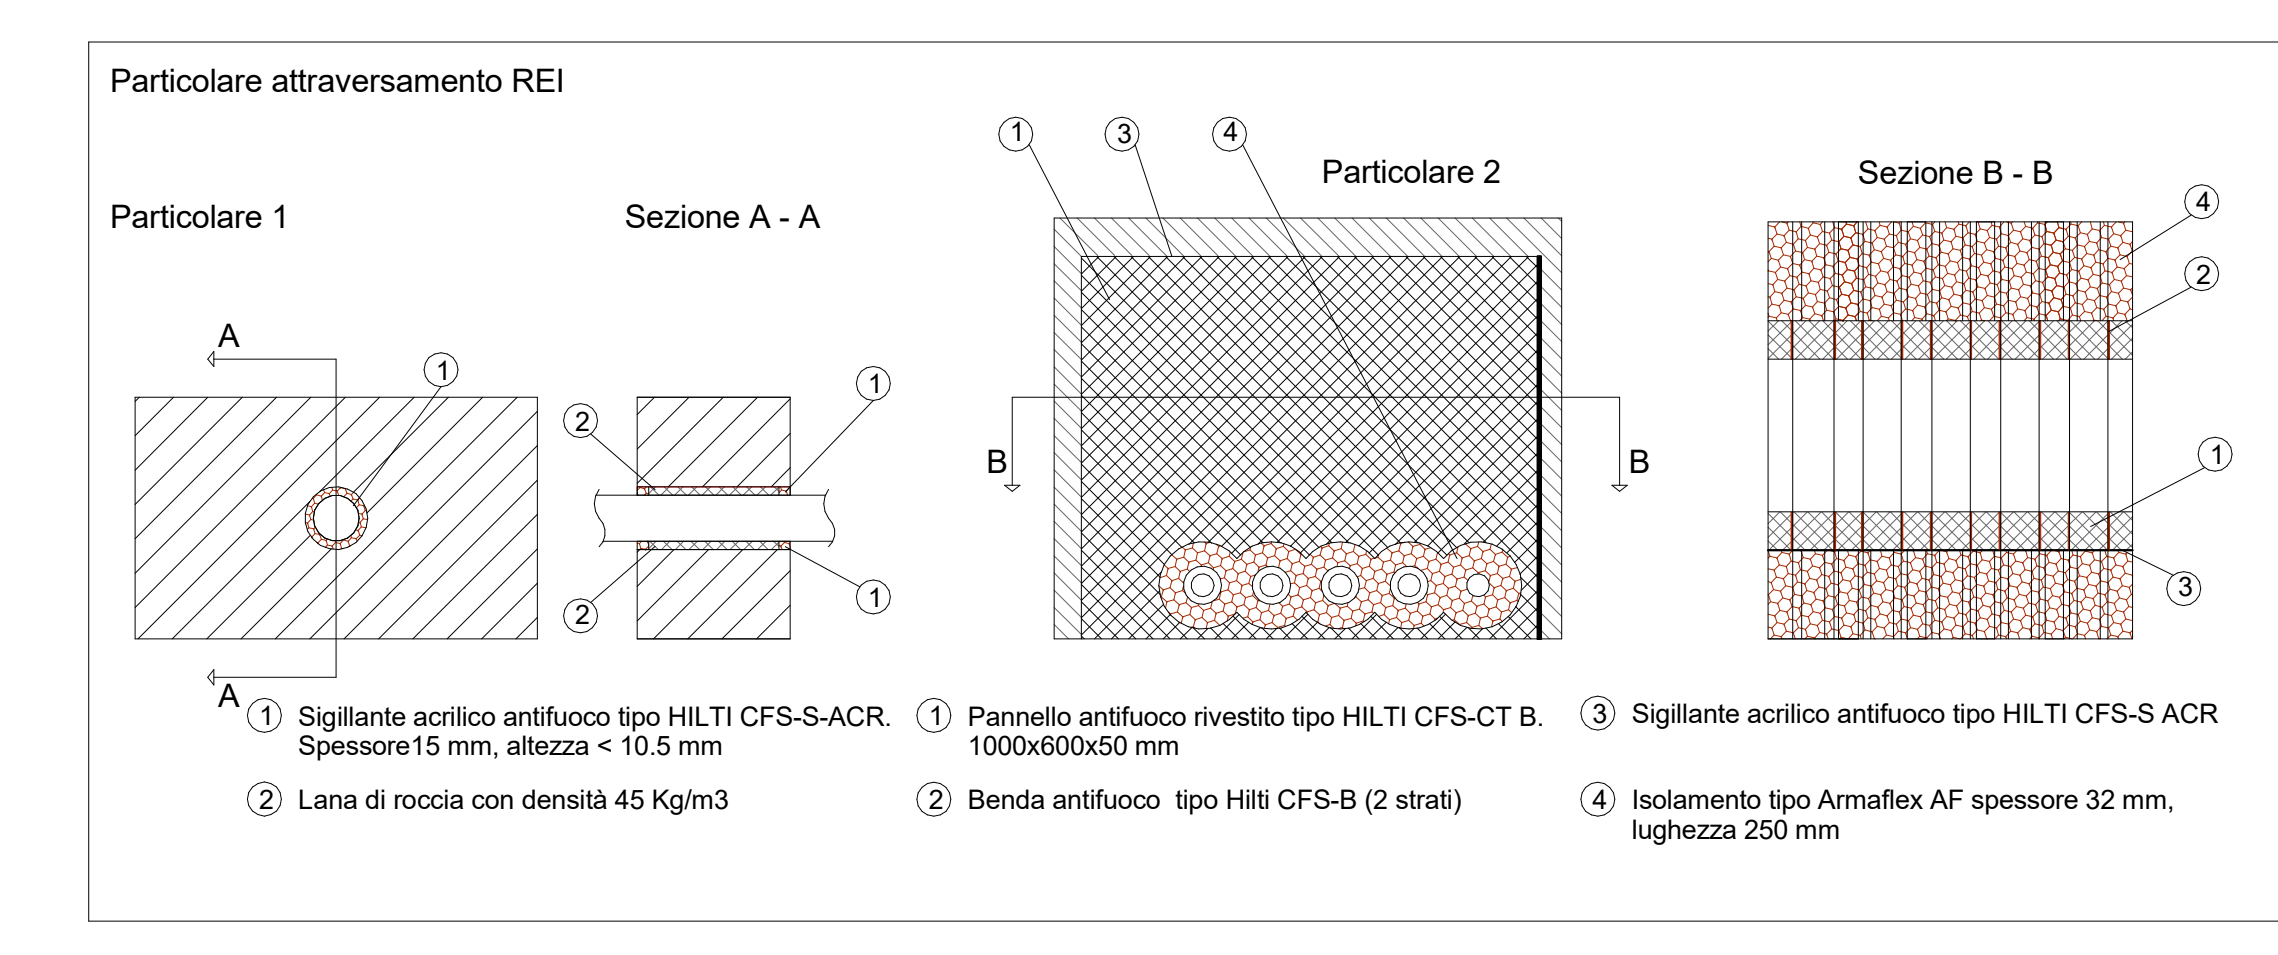 Particolare attraversamento REI
1
3
4
Particolare 2
Sezione B - B
4
Particolare 1
Sezione A - A
2
A
1
1
2
B
B
1
2
1
3
A
1 Sigillante acrilico antifuoco tipo HILTI CFS-S-ACR.
Spessore15 mm, altezza < 10.5 mm
2 Lana di roccia con densità 45 Kg/m3
1 Pannello antifuoco rivestito tipo HILTI CFS-CT B.
1000x600x50 mm
2 Benda antifuoco  tipo Hilti CFS-B (2 strati)
3 Sigillante acrilico antifuoco tipo HILTI CFS-S ACR
4 Isolamento tipo Armaflex AF spessore 32 mm,
lughezza 250 mm